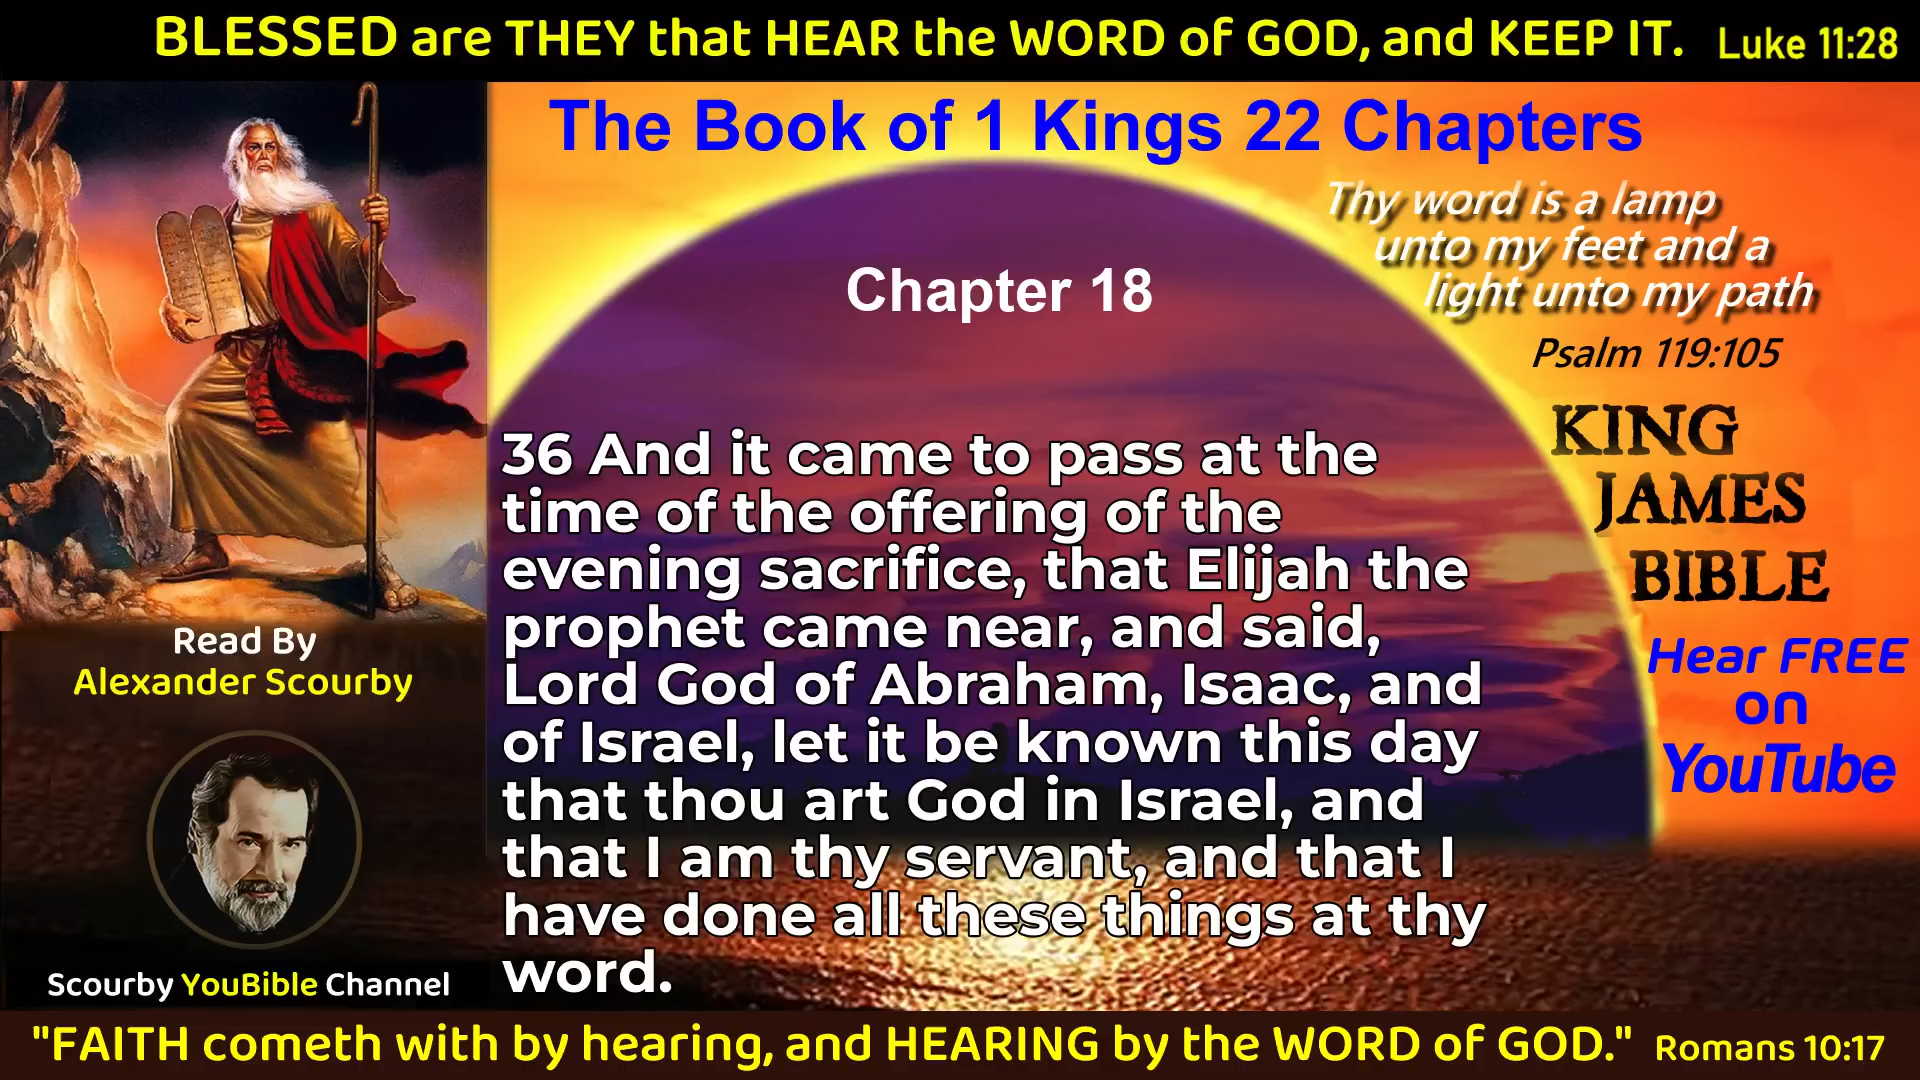 BLESSED are THEY that HEAR the WORD of GOD, and KEEP IT. Luke 11:28
The Book of 1 Kings 22 Chapters
Thy word is a lamp
unto my feet and a
light unto my path
Psalm 119:105
Chapter 18
KING
JAMES
BIBLE
Hear FREE
on
YouTube
36 And it came to pass at the
time of the offering of the
evening sacrifice, that Elijah the
prophet came near, and said,
Lord God of Abraham, Isaac, and
of Israel, let it be known this day
that thou art God in Israel, and
that I am thy servant, and that I
have done all these things at thy
word.
Read By
Alexander Scourby
Scourby YouBible Channel
"FAITH cometh with by hearing, and HEARING by the WORD of GOD." Romans 10:17